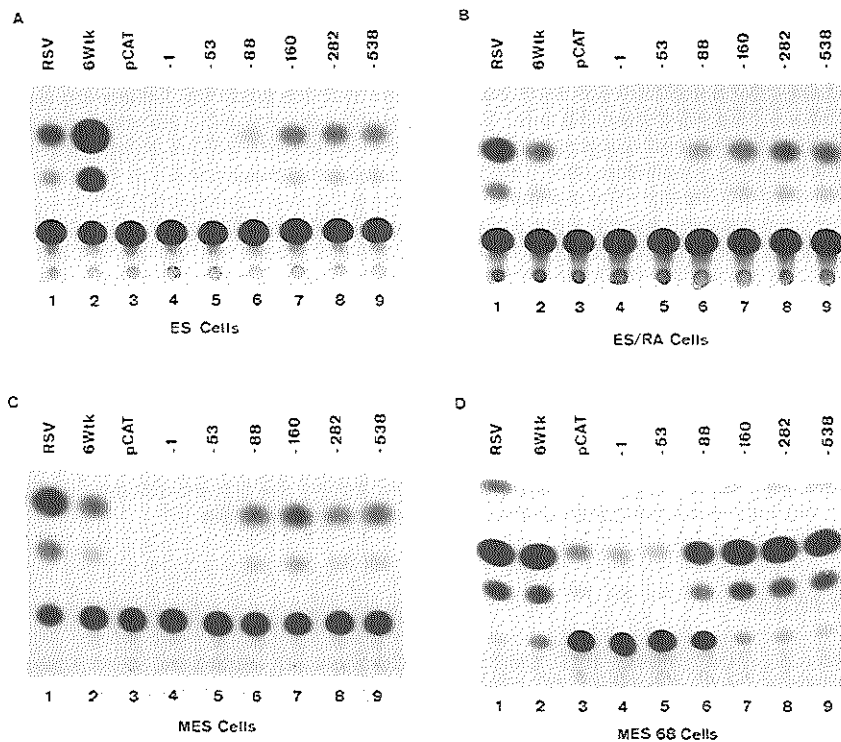 A
RSV 6Wtk pCAT -1 -53 -88 -160 -282 -538
1 2 3 4 5 6 7 8 9
ES Cells
B
RSV 6Wtk pCAT -1 -53 -88 -160 -282 -538
1 2 3 4 5 6 7 8 9
ES/RA Cells
C
RSV 6Wtk pCAT -1 -53 -88 -160 -282 -538
1 2 3 4 5 6 7 8 9
MES Cells
D
RSV 6Wtk pCAT -1 -53 -88 -160 -282 -538
1 2 3 4 5 6 7 8 9
MES 68 Cells